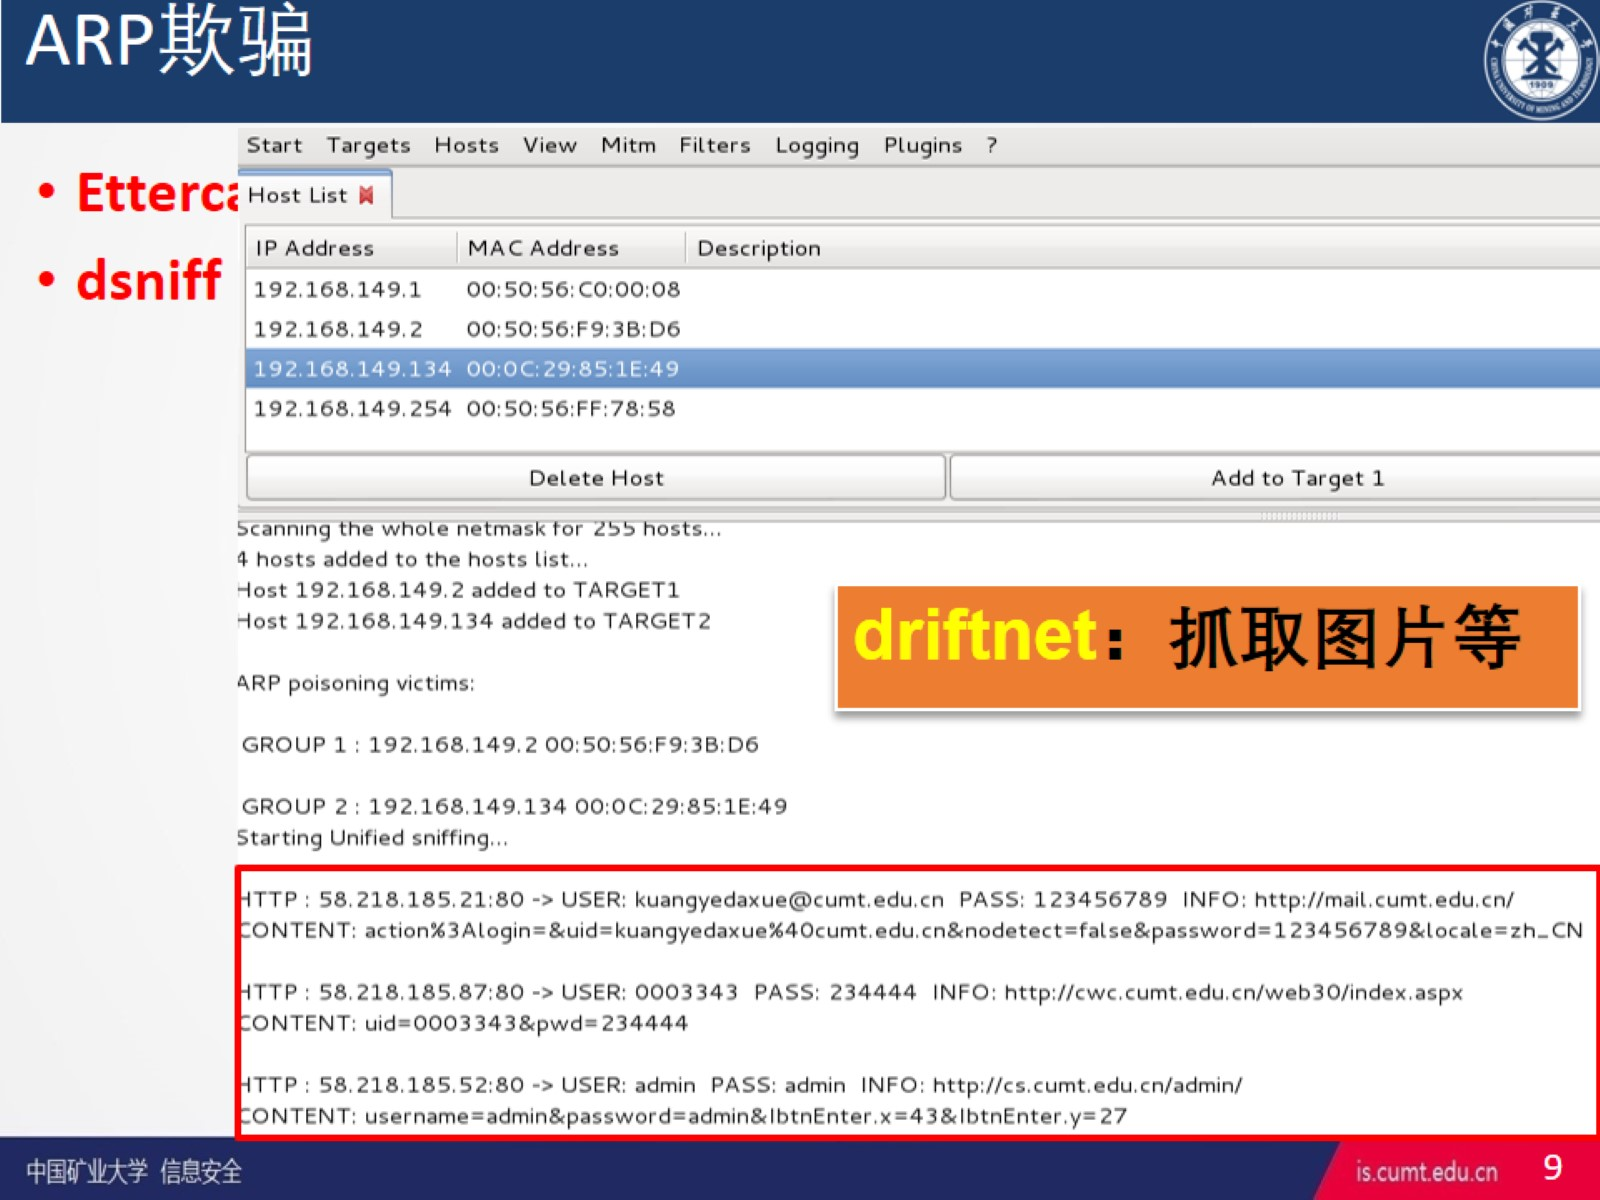 ARP欺骗
• Etterca
• dsniff
Start Targets Hosts View Mitm Filters Logging Plugins ?
Host List
IP Address MAC Address Description
192.168.149.1 00:50:56:C0:00:08
192.168.149.2 00:50:56:F9:3B:D6
192.168.149.134 00:0C:29:85:1E:49
192.168.149.254 00:50:56:FF:78:58
Delete Host Add to Target 1
Scanning the whole netmask for 255 hosts...
4 hosts added to the hosts list...
Host 192.168.149.2 added to TARGET1
Host 192.168.149.134 added to TARGET2
driftnet：抓取图片等
ARP poisoning victims:
GROUP 1 : 192.168.149.2 00:50:56:F9:3B:D6
GROUP 2 : 192.168.149.134 00:0C:29:85:1E:49
Starting Unified sniffing...
HTTP : 58.218.185.21:80 -> USER: kuangyedaxue@cumt.edu.cn PASS: 123456789 INFO: http://mail.cumt.edu.cn/
CONTENT: action%3Alogin=&uid=kuangyedaxue%40cumt.edu.cn&nodetect=false&password=123456789&locale=zh_CN
HTTP : 58.218.185.87:80 -> USER: 0003343 PASS: 234444 INFO: http://cwc.cumt.edu.cn/web30/index.aspx
CONTENT: uid=0003343&pwd=234444
HTTP : 58.218.185.52:80 -> USER: admin PASS: admin INFO: http://cs.cumt.edu.cn/admin/
CONTENT: username=admin&password=admin&lbtnEnter.x=43&lbtnEnter.y=27
中国矿业大学 信息安全
is.cumt.edu.cn 9